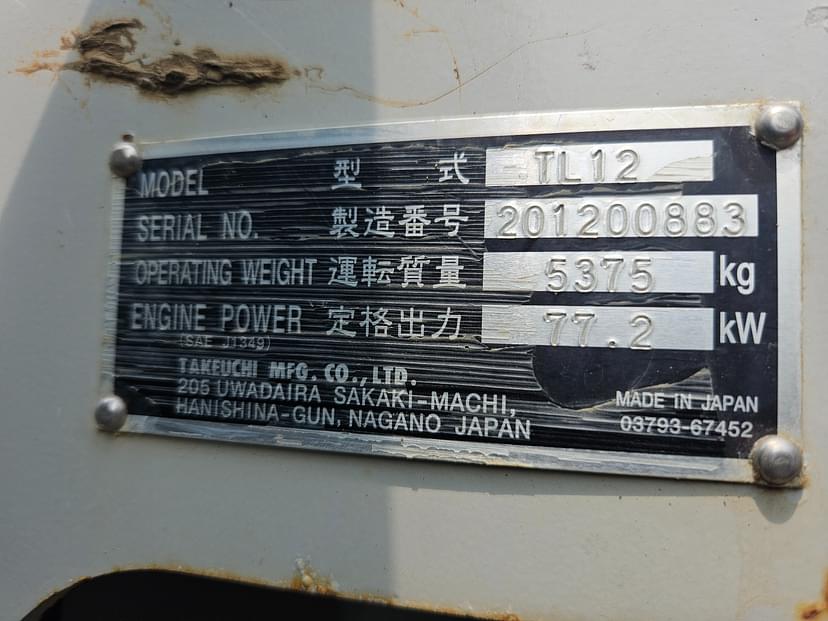 MODEL 型式 TL12
SERIAL NO. 製造番号 201200883
OPERATING WEIGHT 運転質量 5375 kg
ENGINE POWER 定格出力 77.2 kW
(SAE J1349)
TAKEUCHI MFG. CO., LTD.
205 UWADAIRA SAKAKI-MACHI,
HANISHINA-GUN, NAGANO JAPAN
MADE IN JAPAN
03793-67452